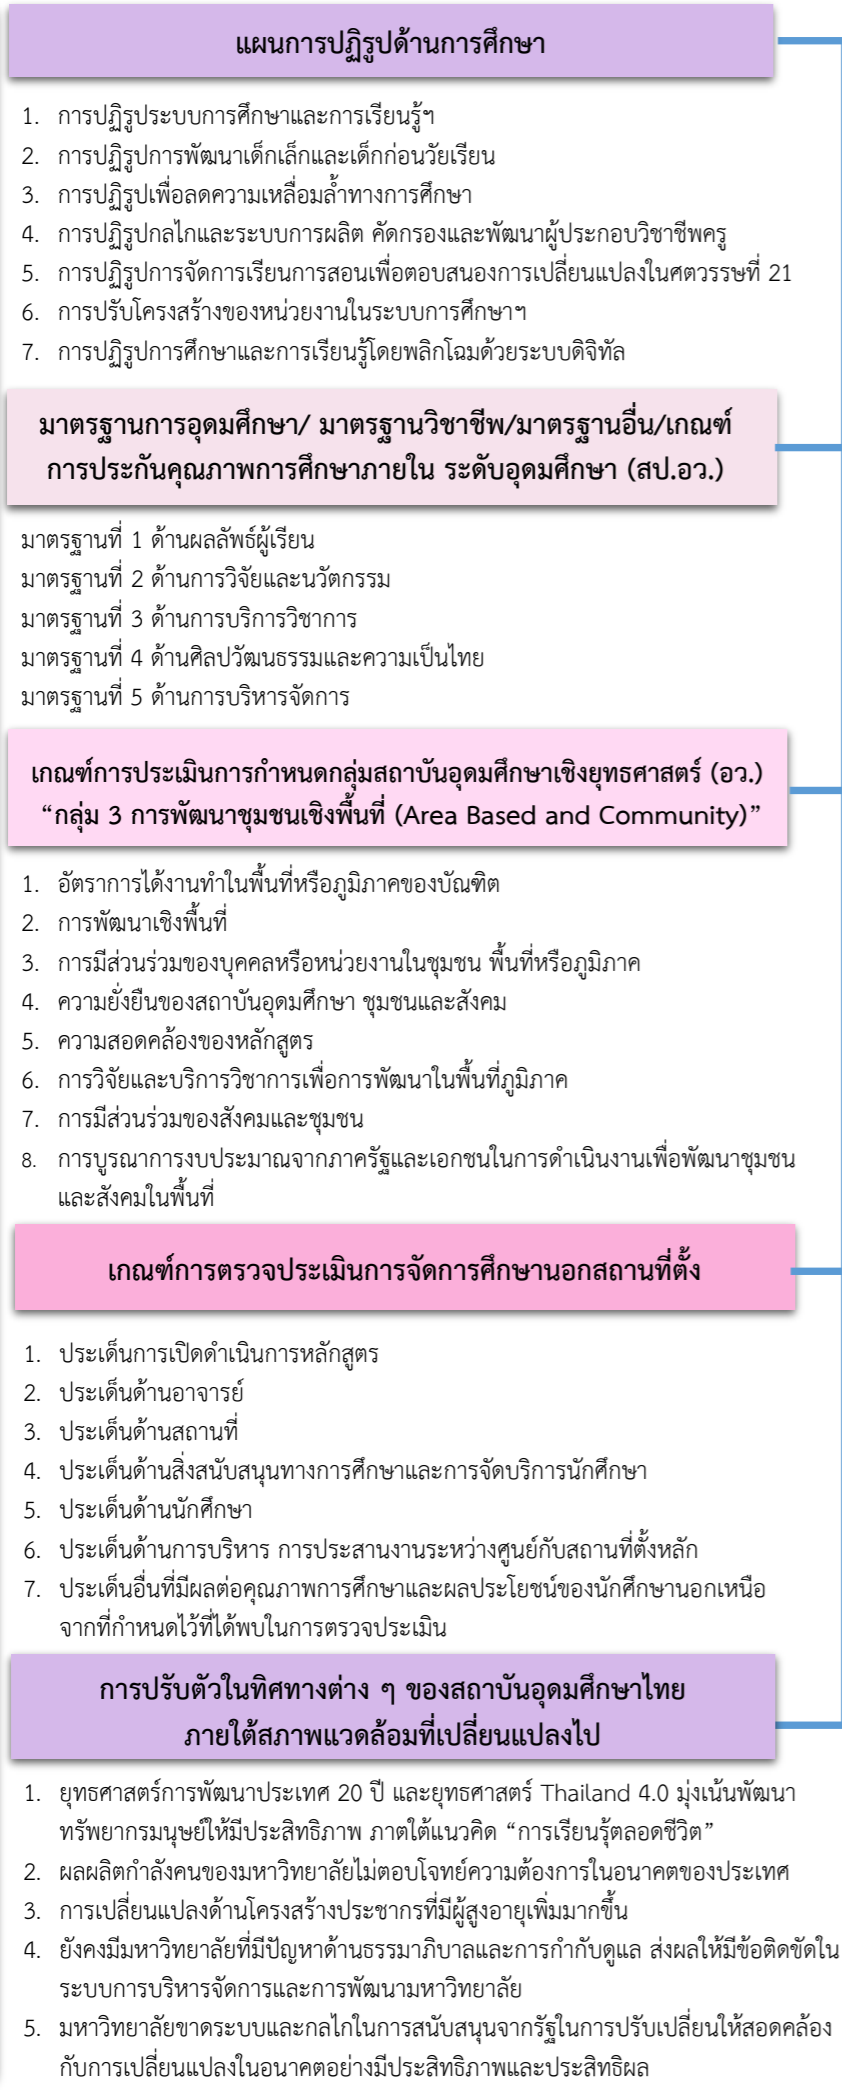 แผนการปฏิรูปด้านการศึกษา
1. การปฏิรูประบบการศึกษาและการเรียนรู้ฯ
2. การปฏิรูปการพัฒนาเด็กเล็กและเด็กก่อนวัยเรียน
3. การปฏิรูปเพื่อลดความเหลื่อมล้ำทางการศึกษา
4. การปฏิรูปกลไกและระบบการผลิต คัดกรองและพัฒนาผู้ประกอบวิชาชีพครู
5. การปฏิรูปการจัดการเรียนการสอนเพื่อตอบสนองการเปลี่ยนแปลงในศตวรรษที่ 21
6. การปรับโครงสร้างของหน่วยงานในระบบการศึกษาฯ
7. การปฏิรูปการศึกษาและการเรียนรู้โดยพลิกโฉมด้วยระบบดิจิทัล
มาตรฐานการอุดมศึกษา/ มาตรฐานวิชาชีพ/มาตรฐานอื่น/เกณฑ์
การประกันคุณภาพการศึกษาภายใน ระดับอุดมศึกษา (สป.อว.)
มาตรฐานที่ 1 ด้านผลลัพธ์ผู้เรียน
มาตรฐานที่ 2 ด้านการวิจัยและนวัตกรรม
มาตรฐานที่ 3 ด้านการบริการวิชาการ
มาตรฐานที่ 4 ด้านศิลปวัฒนธรรมและความเป็นไทย
มาตรฐานที่ 5 ด้านการบริหารจัดการ
เกณฑ์การประเมินการกำหนดกลุ่มสถาบันอุดมศึกษาเชิงยุทธศาสตร์ (อว.)
“กลุ่ม 3 การพัฒนาชุมชนเชิงพื้นที่ (Area Based and Community)”
1. อัตราการได้งานทำในพื้นที่หรือภูมิภาคของบัณฑิต
2. การพัฒนาเชิงพื้นที่
3. การมีส่วนร่วมของบุคคลหรือหน่วยงานในชุมชน พื้นที่หรือภูมิภาค
4. ความยั่งยืนของสถาบันอุดมศึกษา ชุมชนและสังคม
5. ความสอดคล้องของหลักสูตร
6. การวิจัยและบริการวิชาการเพื่อการพัฒนาในพื้นที่ภูมิภาค
7. การมีส่วนร่วมของสังคมและชุมชน
8. การบูรณาการงบประมาณจากภาครัฐและเอกชนในการดำเนินงานเพื่อพัฒนาชุมชน
และสังคมในพื้นที่
เกณฑ์การตรวจประเมินการจัดการศึกษานอกสถานที่ตั้ง
1. ประเด็นการเปิดดำเนินการหลักสูตร
2. ประเด็นด้านอาจารย์
3. ประเด็นด้านสถานที่
4. ประเด็นด้านสิ่งสนับสนุนทางการศึกษาและการจัดบริการนักศึกษา
5. ประเด็นด้านนักศึกษา
6. ประเด็นด้านการบริหาร การประสานงานระหว่างศูนย์กับสถานที่ตั้งหลัก
7. ประเด็นอื่นที่มีผลต่อคุณภาพการศึกษาและผลประโยชน์ของนักศึกษานอกเหนือ
จากที่กำหนดไว้ที่ได้พบในการตรวจประเมิน
การปรับตัวในทิศทางต่าง ๆ ของสถาบันอุดมศึกษาไทย
ภายใต้สภาพแวดล้อมที่เปลี่ยนแปลงไป
1. ยุทธศาสตร์การพัฒนาประเทศ 20 ปี และยุทธศาสตร์ Thailand 4.0 มุ่งเน้นพัฒนา
ทรัพยากรมนุษย์ให้มีประสิทธิภาพ ภาตใต้แนวคิด “การเรียนรุ้ตลอดชีวิต”
2. ผลผลิตกำลังคนของมหาวิทยาลัยไม่ตอบโจทย์ความต้องการในอนาคตของประเทศ
3. การเปลี่ยนแปลงด้านโครงสร้างประชากรที่มีผู้สูงอายุเพิ่มมากขึ้น
4. ยังคงมีมหาวิทยาลัยที่มีปัญหาด้านธรรมาภิบาลและการกำกับดูแล ส่งผลให้มีข้อติดขัดใน
ระบบการบริหารจัดการและการพัฒนามหาวิทยาลัย
5. มหาวิทยาลัยขาดระบบและกลไกในการสนับสนุนจากรัฐในการปรับเปลี่ยนให้สอดคล้อง
กับการเปลี่ยนแปลงในอนาคตอย่างมีประสิทธิภาพและประสิทธิผล